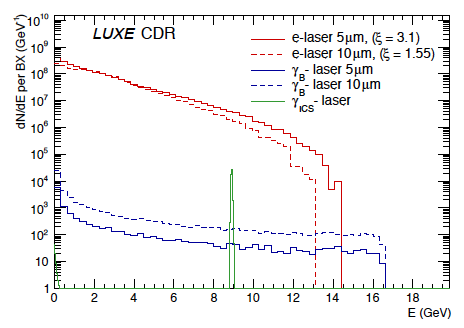 LUXE CDR
e-laser 5μm, (ξ = 3.1)
e-laser 10μm, (ξ = 1.55)
γB- laser 5μm
γB- laser 10μm
γICS- laser
dN/dE per BX (GeV⁻¹)
10¹⁰
10⁹
10⁸
10⁷
10⁶
10⁵
10⁴
10³
10²
10
1
0 2 4 6 8 10 12 14 16 18
E (GeV)